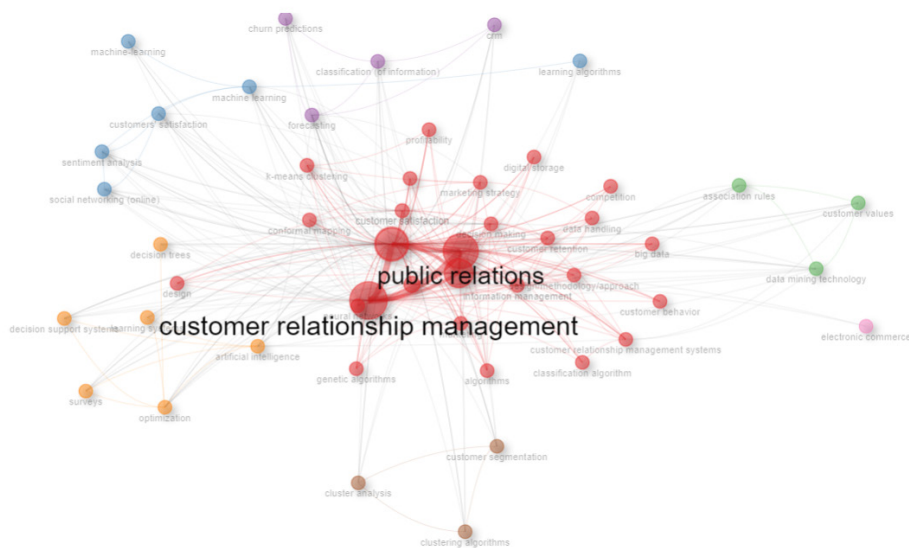 churn predictions
crm
machine-learning
classification (of information)
learning algorithms
machine learning
customers' satisfaction
forecasting
profitability
sentiment analysis
k-means clustering
digital storage
social networking (online)
marketing strategy
competition
association rules
customer satisfaction
conformal mapping
decision making
data handling
customer values
customer retention
decision trees
big data
public relations
data mining technology
design
information management
methodology/approach
customer behavior
decision support systems
customer relationship management
electronic commerce
artificial intelligence
customer relationship management systems
genetic algorithms
algorithms
classification algorithm
surveys
optimization
customer segmentation
cluster analysis
clustering algorithms